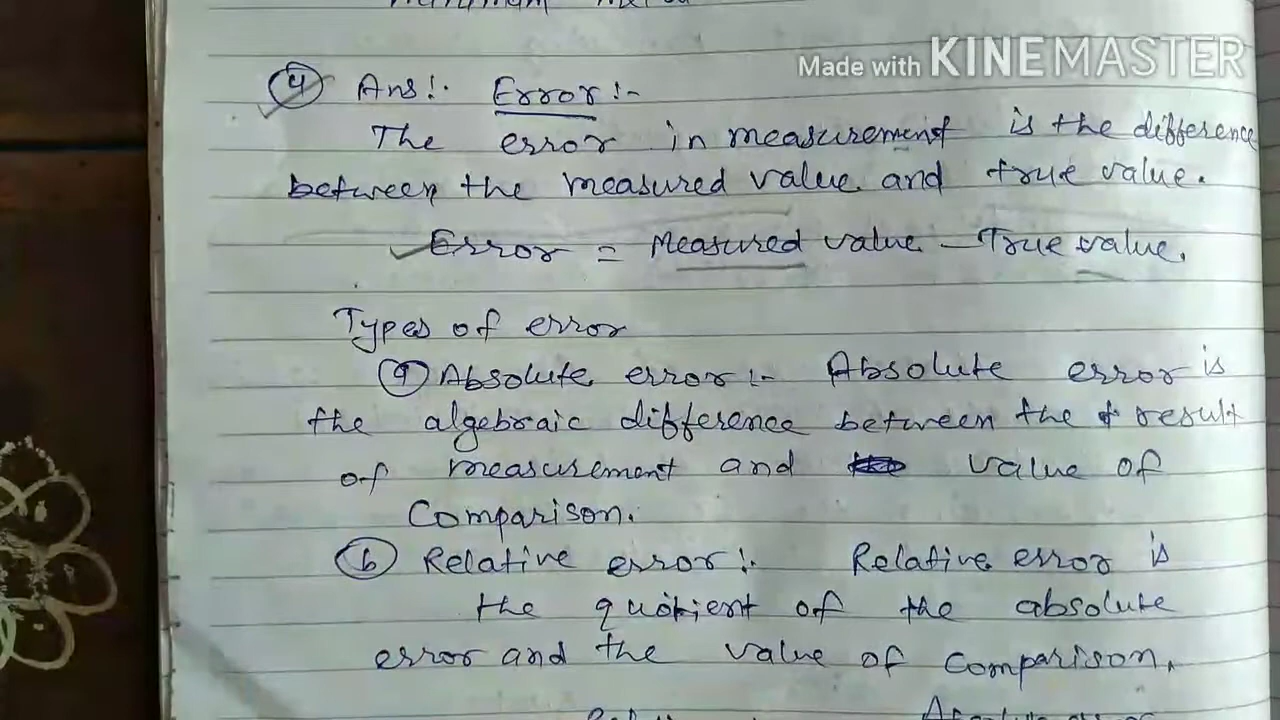 Made with KINEMASTER
④ Ans:- Error:-
The error in measurement is the difference
between the measured value and true value.
Error = Measured value - True value.
Types of error
ⓐ Absolute error:- Absolute error is
the algebraic difference between the result
of measurement and value of
Comparison.
ⓑ Relative error:- Relative error is
the quotient of the absolute
error and the value of comparison.